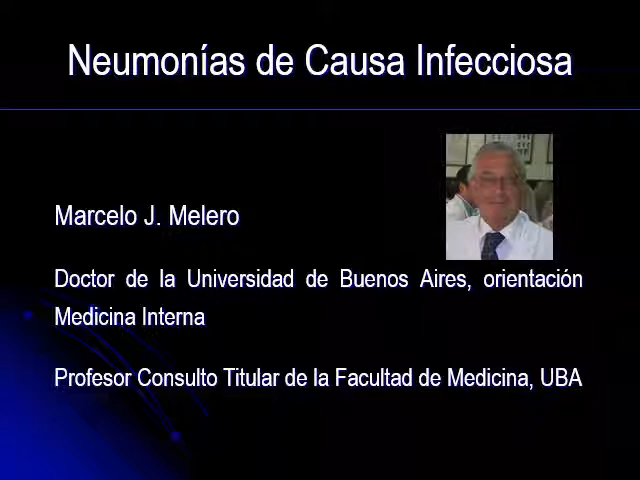 Neumonías de Causa Infecciosa
Marcelo J. Melero
Doctor de la Universidad de Buenos Aires, orientación
Medicina Interna
Profesor Consulto Titular de la Facultad de Medicina, UBA